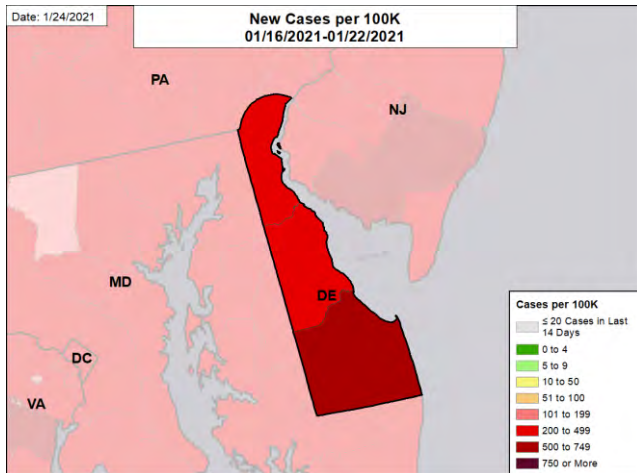 Date: 1/24/2021
New Cases per 100K
01/16/2021-01/22/2021
PA
NJ
MD
DE
DC
VA
Cases per 100K
≤ 20 Cases in Last
14 Days
0 to 4
5 to 9
10 to 50
51 to 100
101 to 199
200 to 499
500 to 749
750 or More